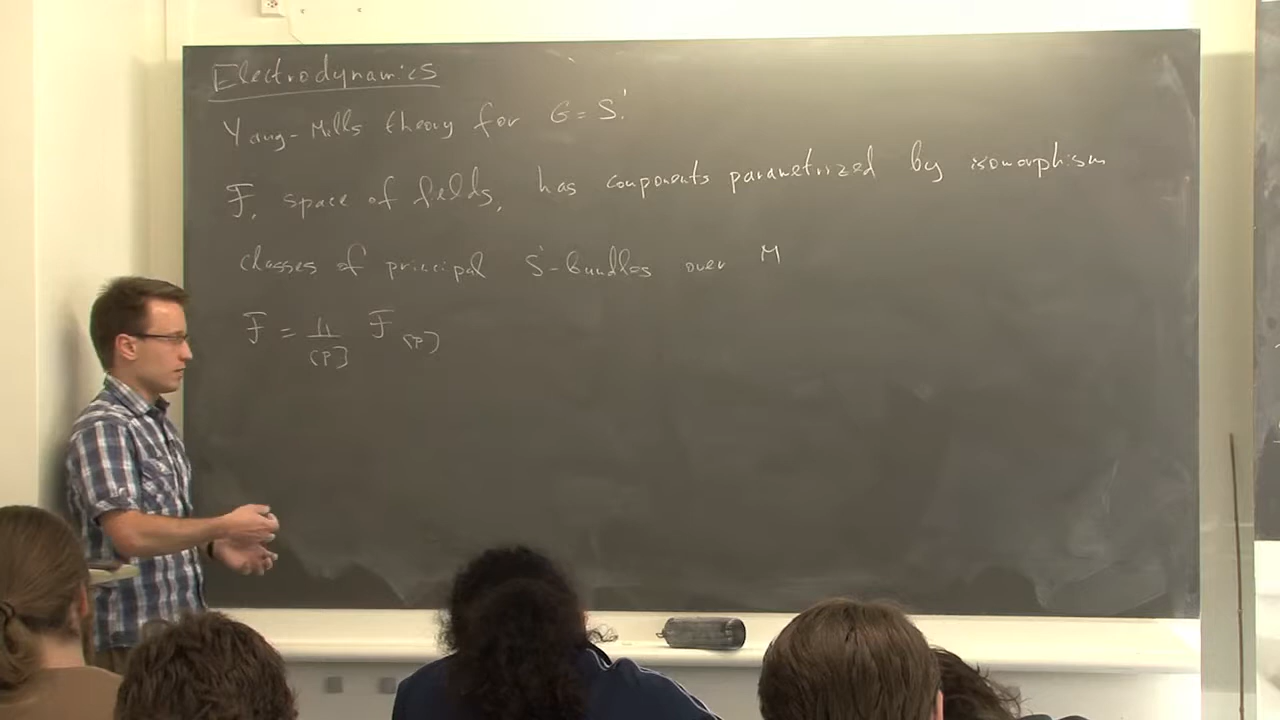 Electrodynamics
Yang-Mills theory for G = S¹.
F, space of fields, has components parametrized by isomorphism
classes of principal S¹-bundles over M
F = ∐_{[P]} F_{[P]}